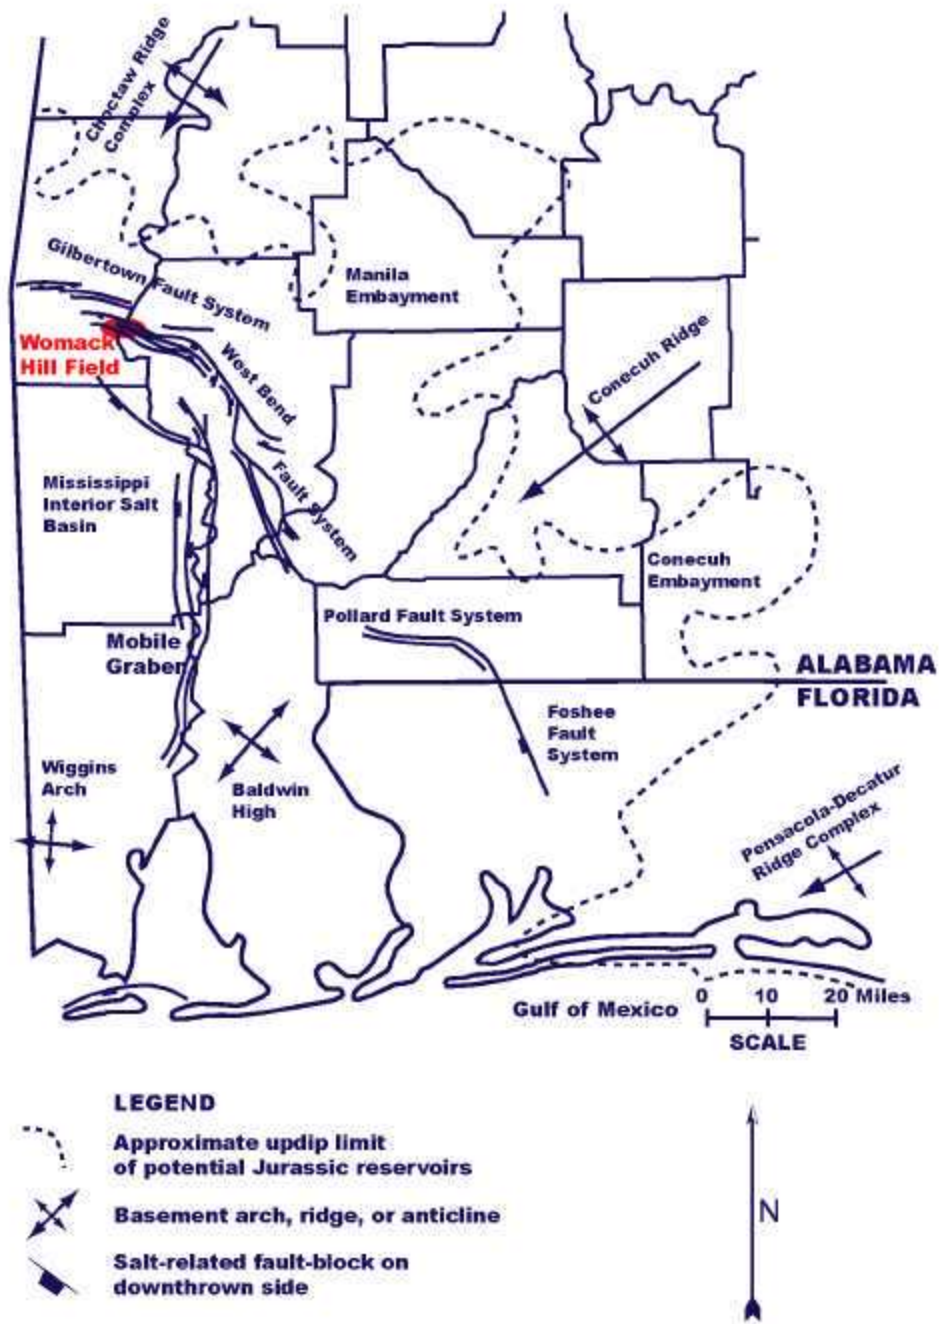 Choctaw Ridge
Complex
Gilbertown Fault System
Manila
Embayment
Womack
Hill Field
West Bend
Fault System
Conecuh Ridge
Mississippi
Interior Salt
Basin
Conecuh
Embayment
Pollard Fault System
Mobile
Graben
ALABAMA
FLORIDA
Foshee
Fault
System
Wiggins
Arch
Baldwin
High
Pensacola-Decatur
Ridge Complex
Gulf of Mexico
0 10 20 Miles
SCALE
LEGEND
Approximate updip limit
of potential Jurassic reservoirs
Basement arch, ridge, or anticline
Salt-related fault-block on
downthrown side
N